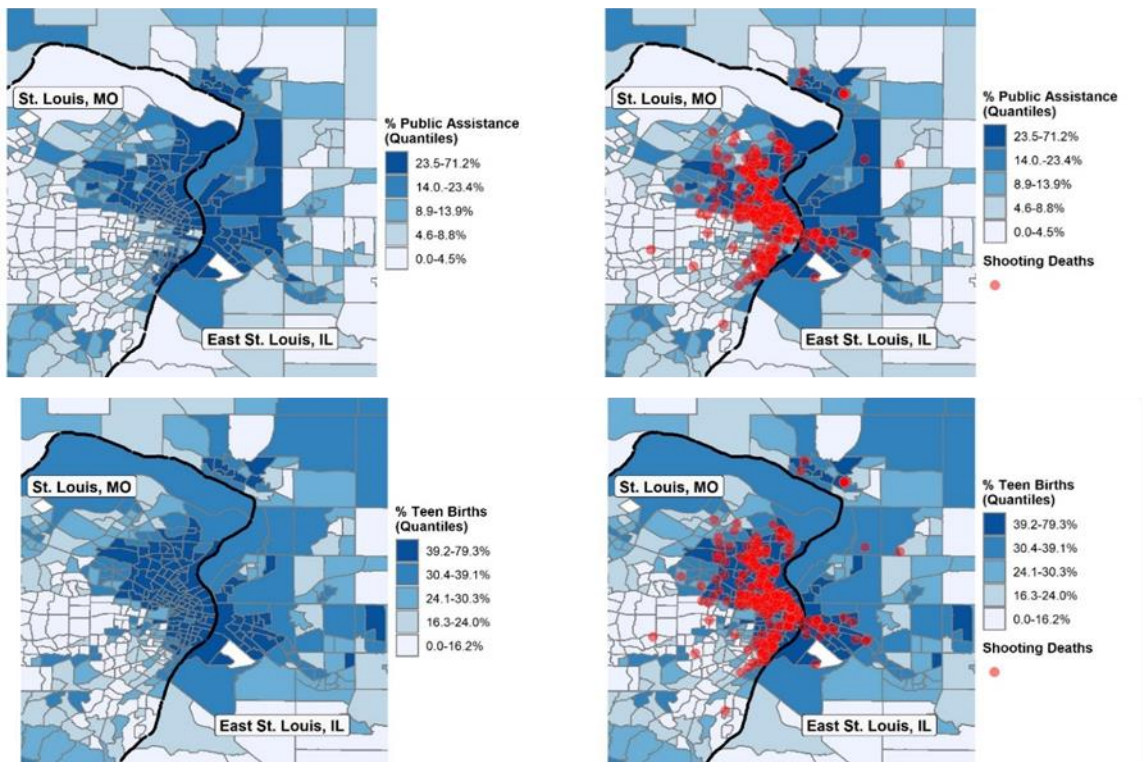 St. Louis, MO
East St. Louis, IL
% Public Assistance
(Quantiles)
23.5-71.2%
14.0.-23.4%
8.9-13.9%
4.6-8.8%
0.0-4.5%
St. Louis, MO
East St. Louis, IL
% Public Assistance
(Quantiles)
23.5-71.2%
14.0.-23.4%
8.9-13.9%
4.6-8.8%
0.0-4.5%
Shooting Deaths
St. Louis, MO
East St. Louis, IL
% Teen Births
(Quantiles)
39.2-79.3%
30.4-39.1%
24.1-30.3%
16.3-24.0%
0.0-16.2%
St. Louis, MO
East St. Louis, IL
% Teen Births
(Quantiles)
39.2-79.3%
30.4-39.1%
24.1-30.3%
16.3-24.0%
0.0-16.2%
Shooting Deaths